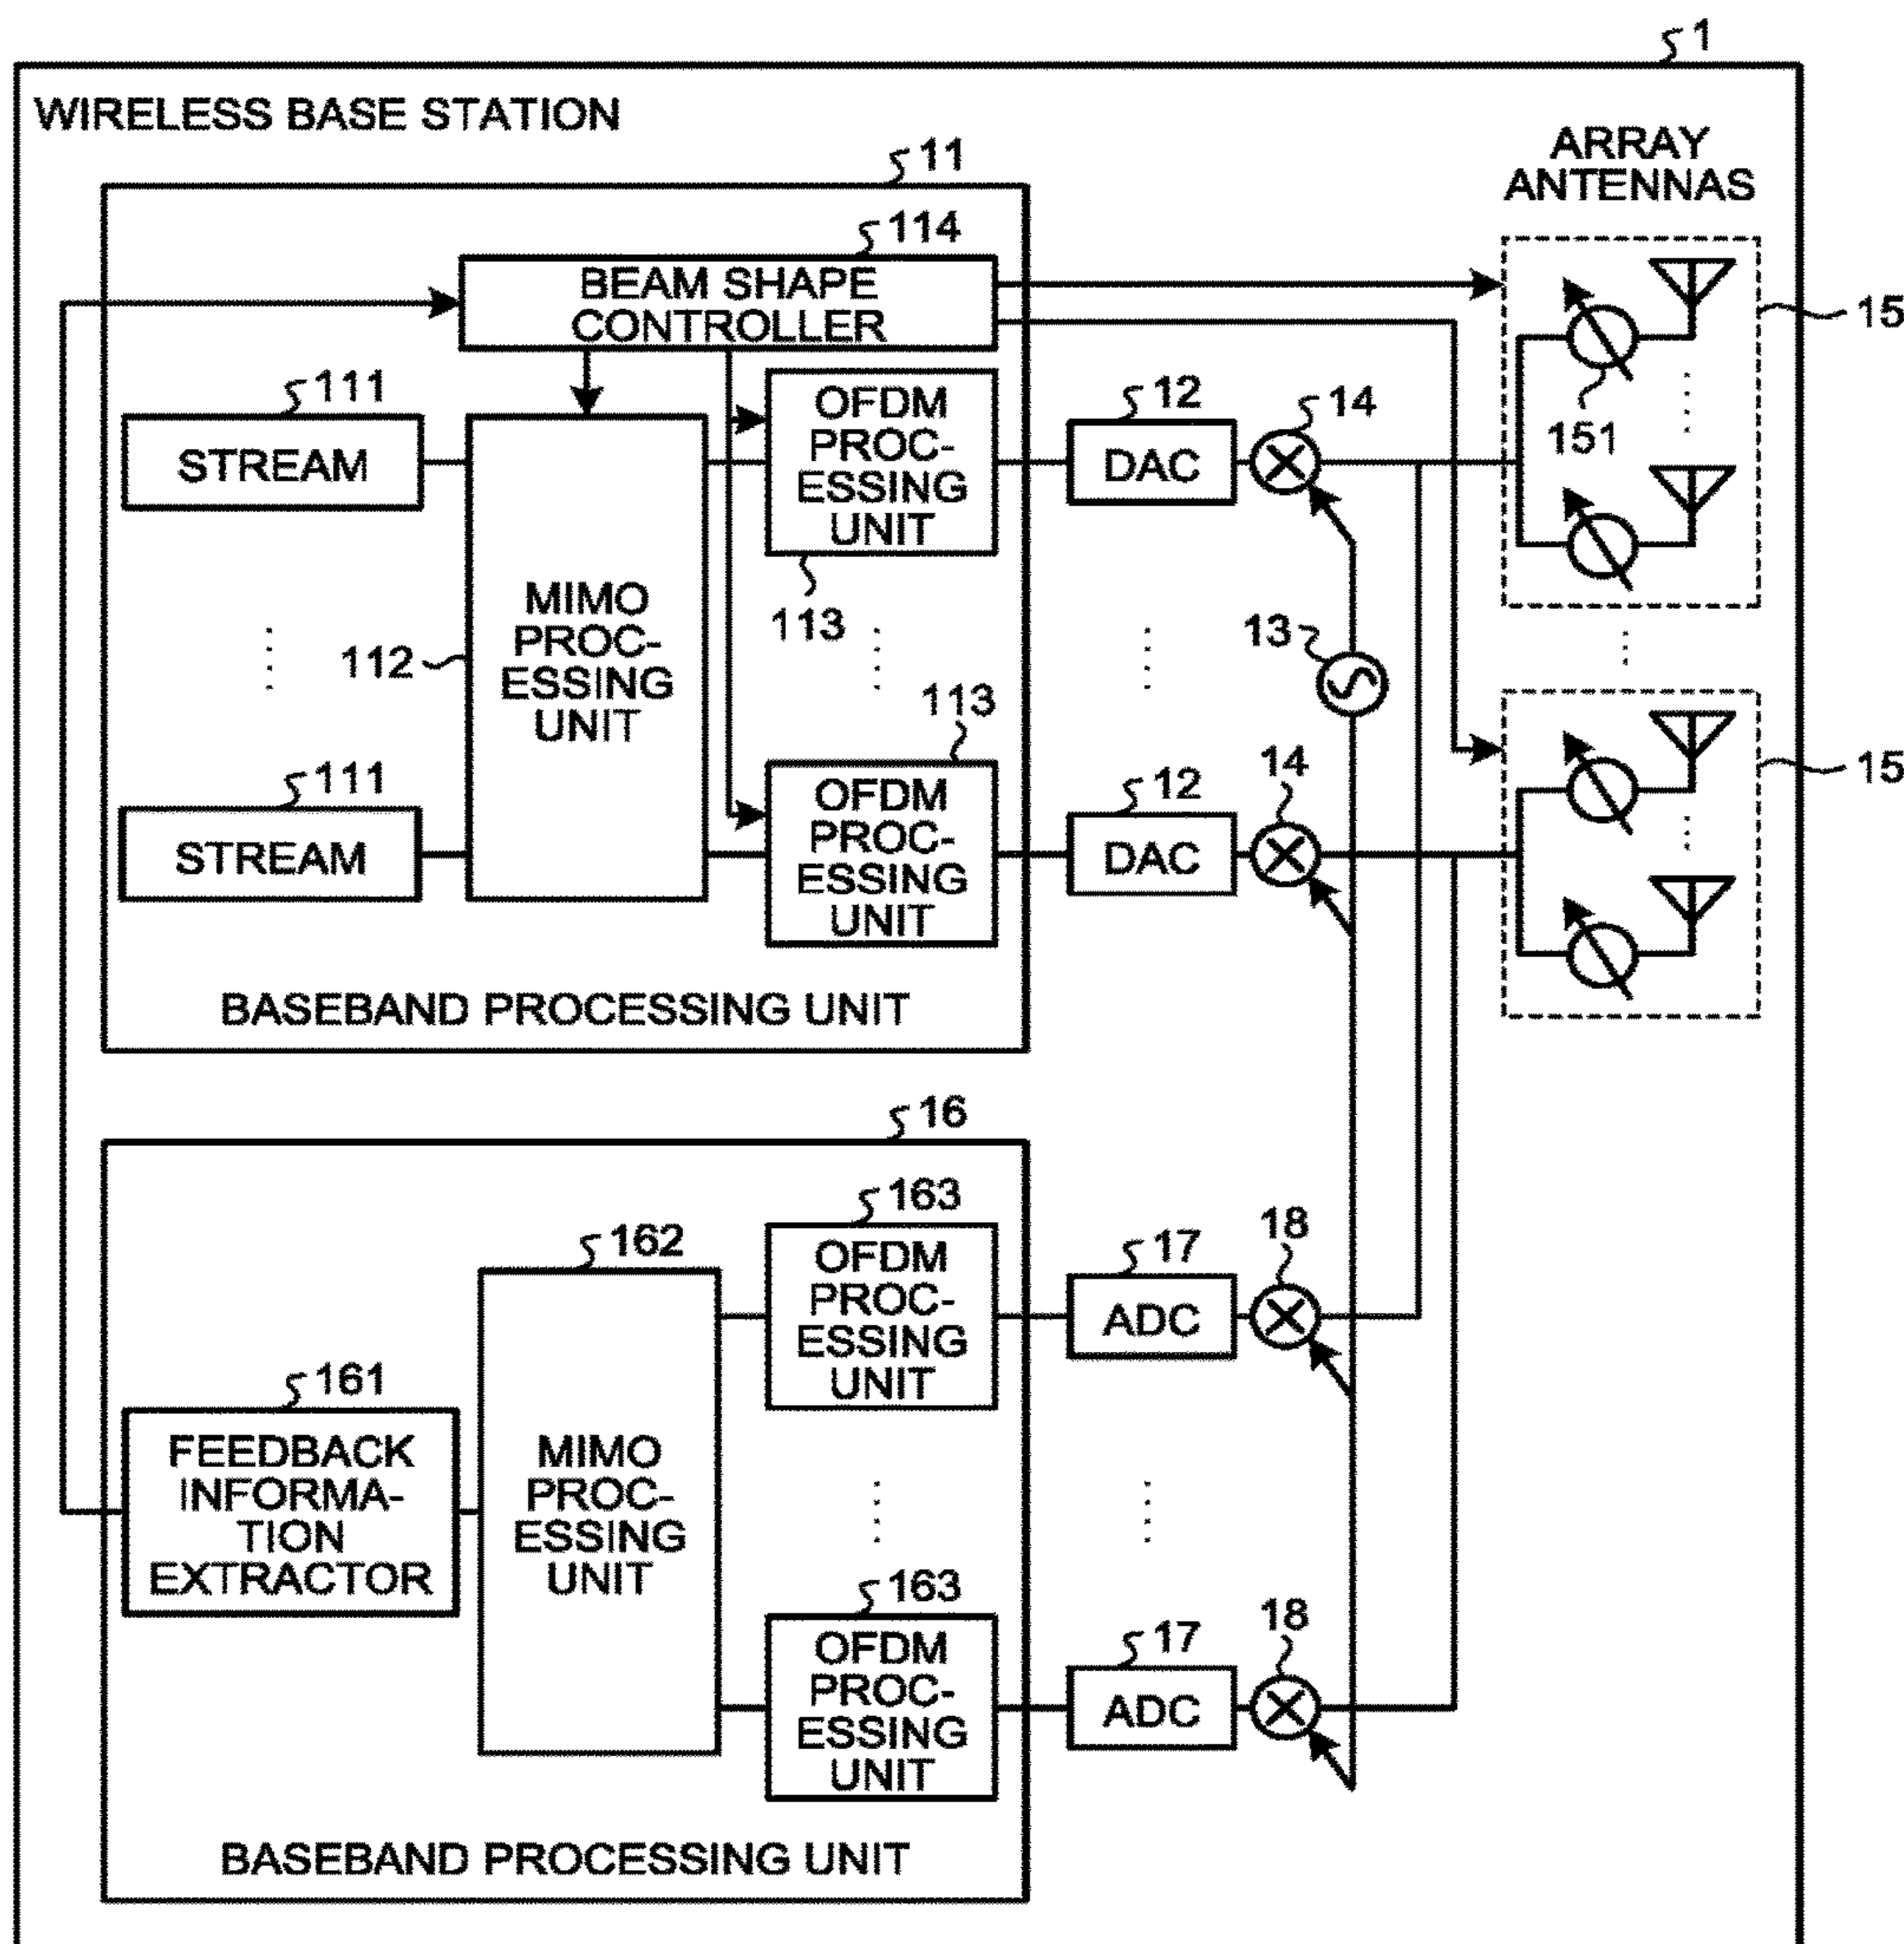 1
WIRELESS BASE STATION
ARRAY
ANTENNAS
11
114
BEAM SHAPE
CONTROLLER
15
111
STREAM
OFDM
PROC-
ESSING
UNIT
113
12
DAC
14
151
112
MIMO
PROC-
ESSING
UNIT
13
113
111
STREAM
OFDM
PROC-
ESSING
UNIT
12
DAC
14
15
BASEBAND PROCESSING UNIT
16
163
OFDM
PROC-
ESSING
UNIT
162
17
ADC
18
161
FEEDBACK
INFORMA-
TION
EXTRACTOR
MIMO
PROC-
ESSING
UNIT
163
OFDM
PROC-
ESSING
UNIT
17
ADC
18
BASEBAND PROCESSING UNIT